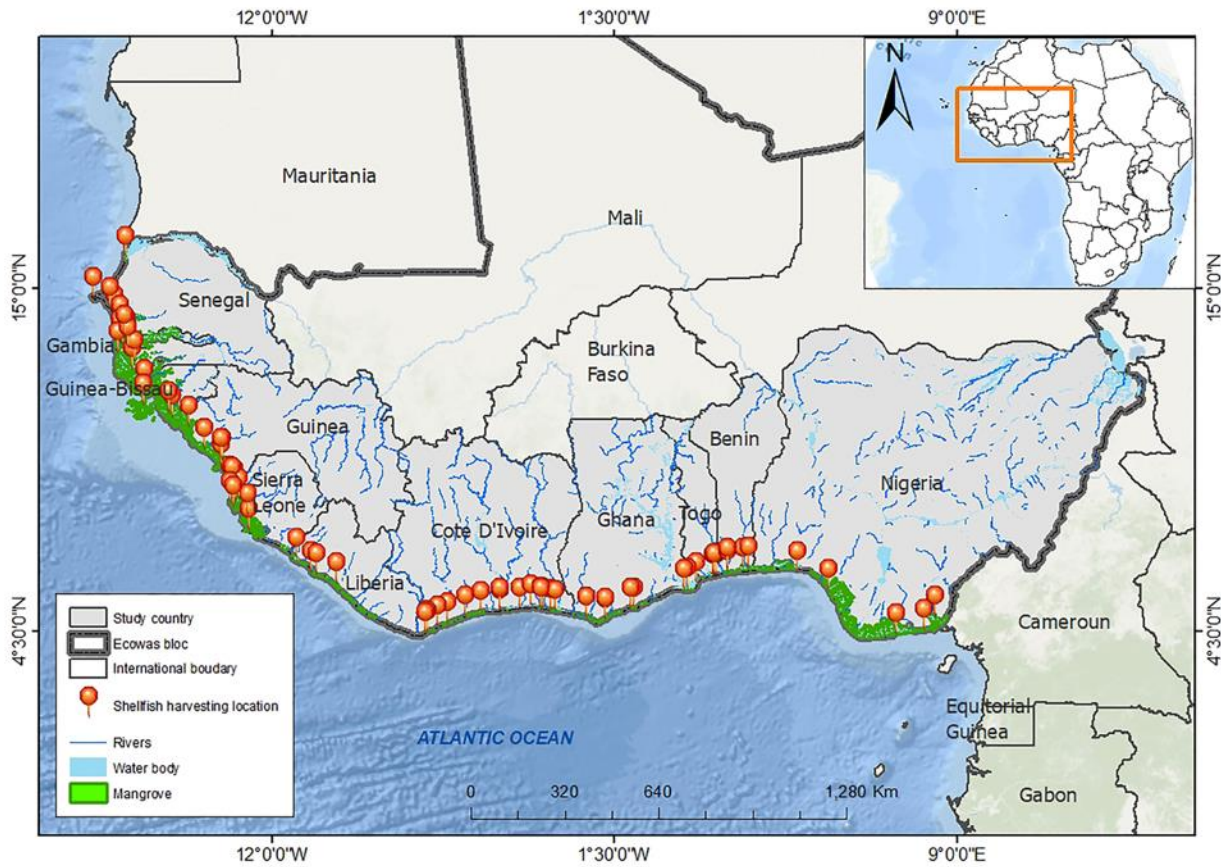 12°0'0"W
1°30'0"W
9°0'0"E
N
Mauritania
Mali
15°0'0"N
15°0'0"N
Senegal
Gambia
Burkina
Faso
Guinea-Bissau
Guinea
Benin
Sierra
Leone
Nigeria
Cote D'Ivoire
Ghana
Togo
Liberia
4°30'0"N
4°30'0"N
Cameroun
Study country
Ecowas bloc
International boudary
Shellfish harvesting location
Rivers
Water body
Mangrove
Equitorial
Guinea
ATLANTIC OCEAN
0 320 640 1,280 Km
Gabon
12°0'0"W
1°30'0"W
9°0'0"E